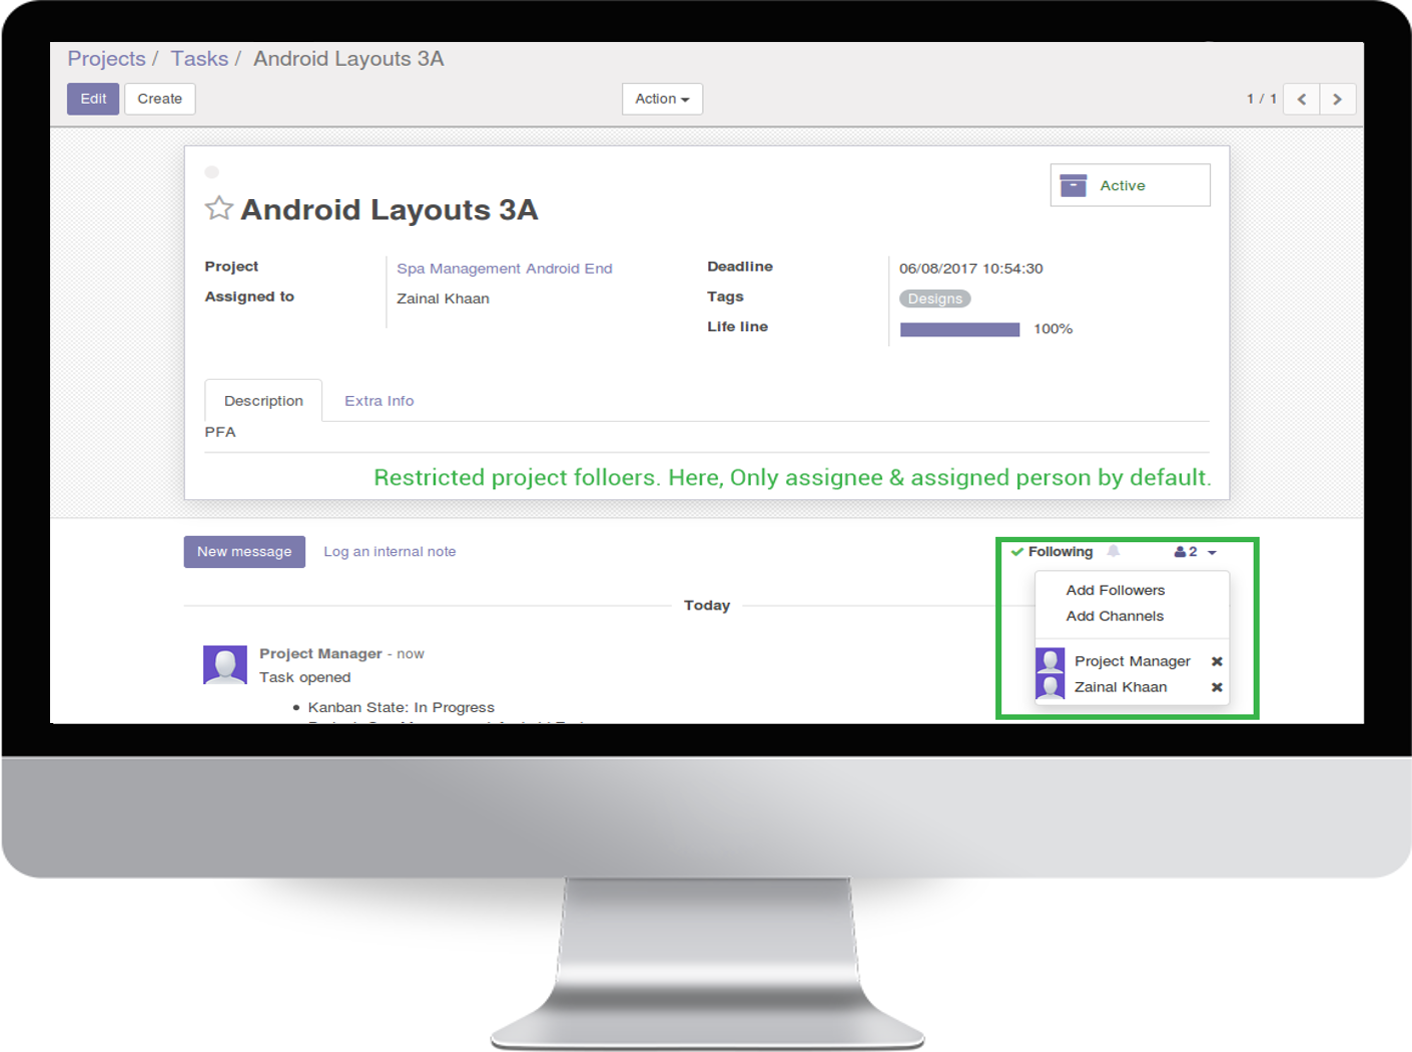 Projects / Tasks / Android Layouts 3A
Edit Create Action 1 / 1
Active
Android Layouts 3A
Project Spa Management Android End Deadline 06/08/2017 10:54:30
Assigned to Zainal Khaan Tags Designs
Life line 100%
Description Extra Info
PFA
Restricted project folloers. Here, Only assignee & assigned person by default.
New message Log an internal note Following 2
Add Followers
Today
Add Channels
Project Manager - now
Project Manager
Task opened
Zainal Khaan
Kanban State: In Progress